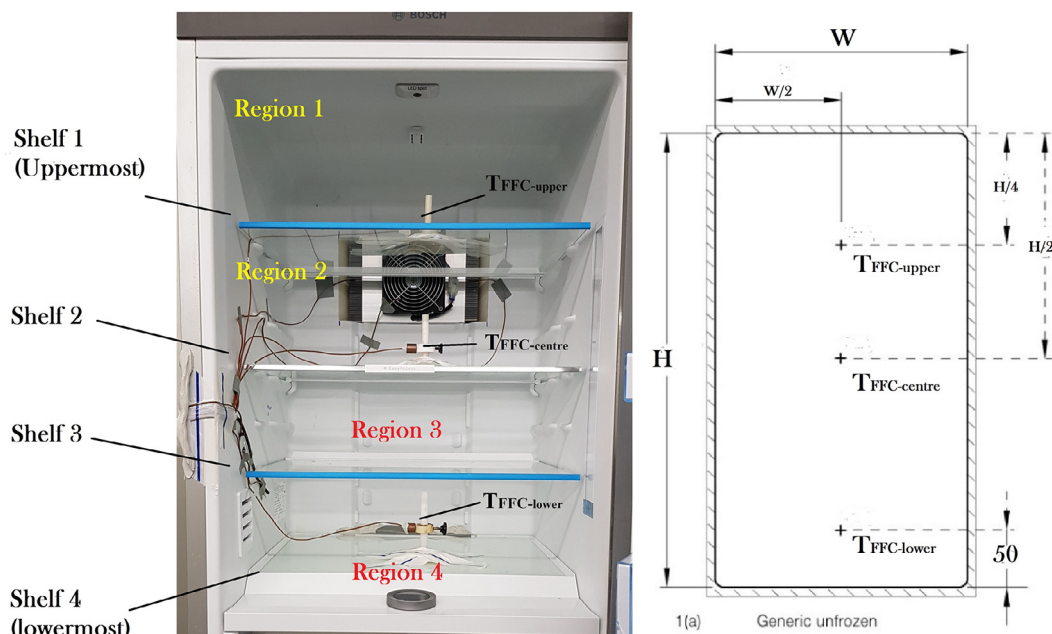 BOSCH
Region 1
Shelf 1
(Uppermost)
TFFC-upper
Region 2
Shelf 2
TFFC-centre
Shelf 3
Region 3
TFFC-lower
Region 4
Shelf 4
(lowermost)
W
W/2
H/4
H/2
TFFC-upper
H
TFFC-centre
TFFC-lower
50
1(a) Generic unfrozen